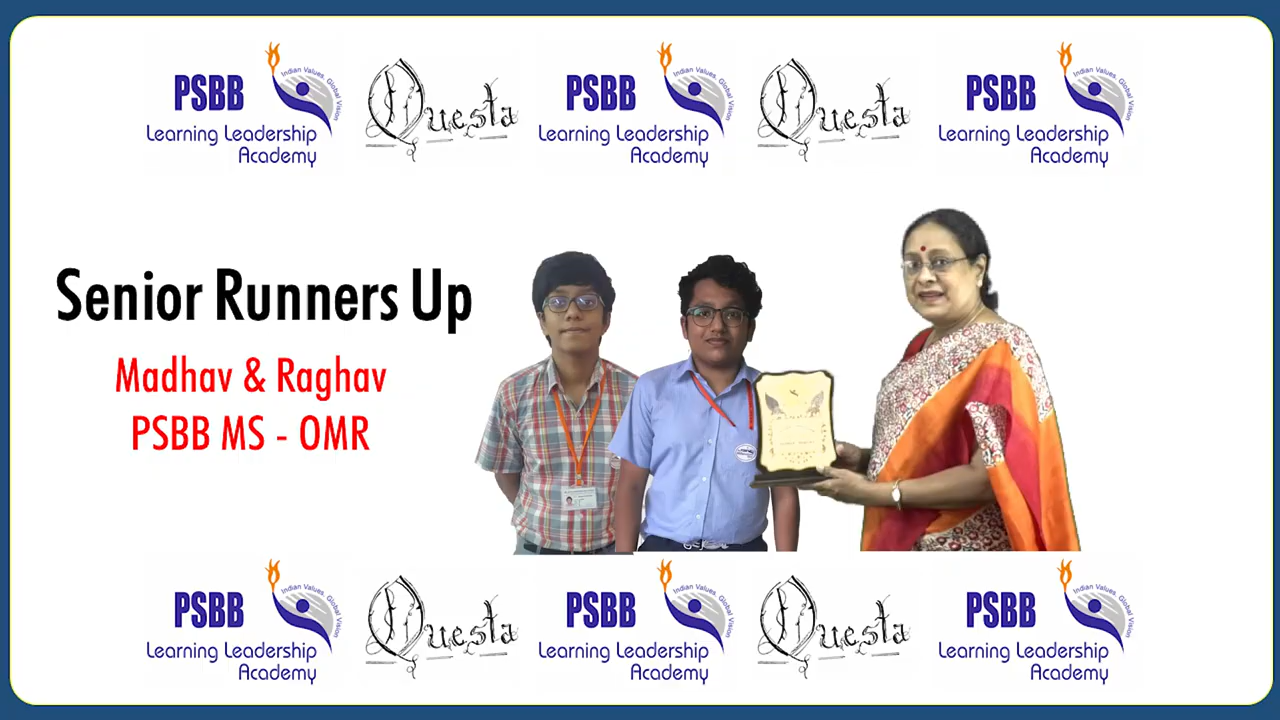 PSBB
Indian Values, Global Vision
Learning Leadership
Academy
Questa
PSBB
Indian Values, Global Vision
Learning Leadership
Academy
Questa
PSBB
Indian Values, Global Vision
Learning Leadership
Academy
Senior Runners Up
Madhav & Raghav
PSBB MS - OMR
PSBB
Indian Values, Global Vision
Learning Leadership
Academy
Questa
PSBB
Indian Values, Global Vision
Learning Leadership
Academy
Questa
PSBB
Indian Values, Global Vision
Learning Leadership
Academy